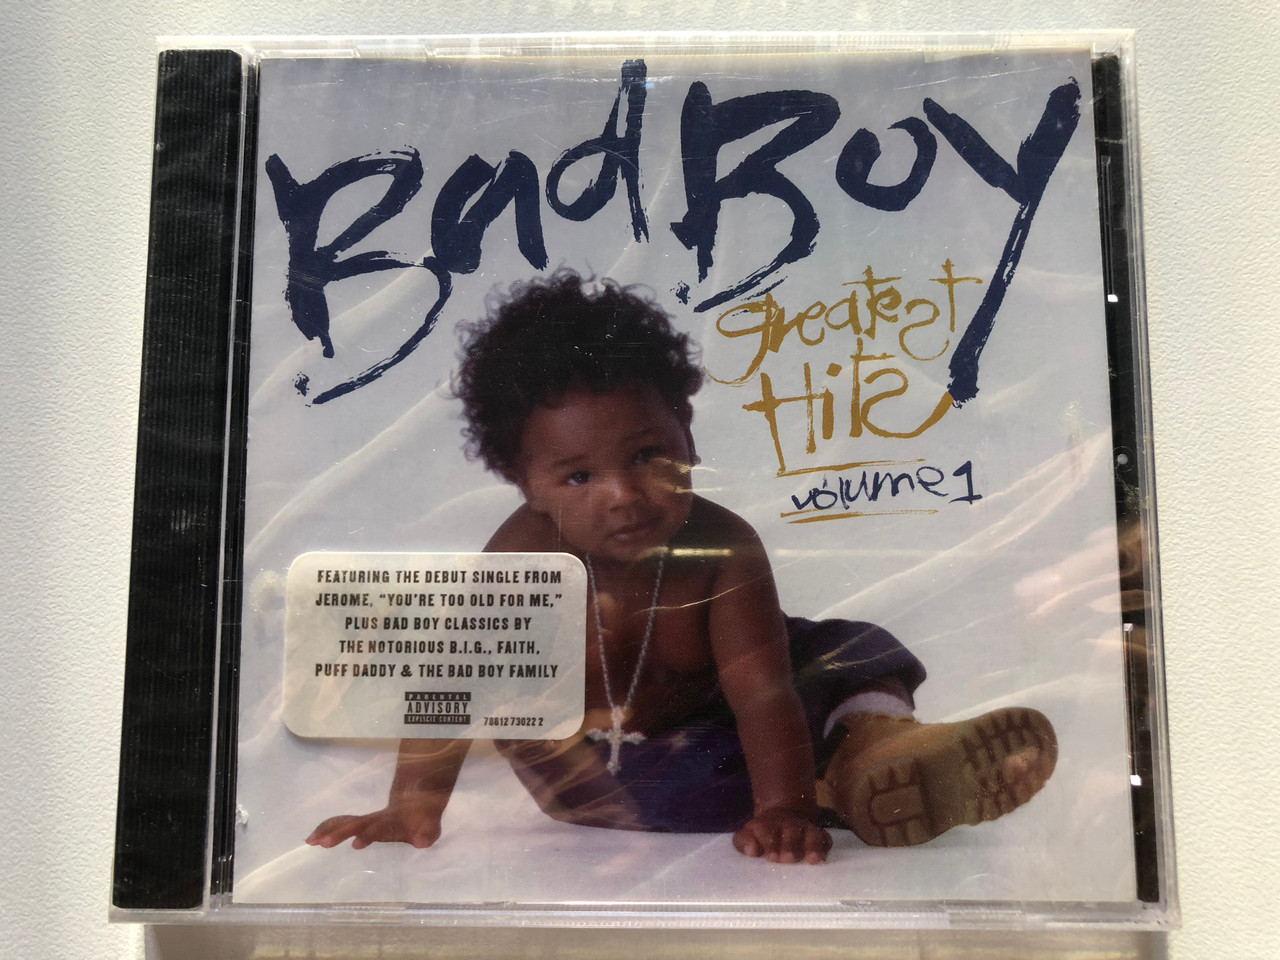 Bad Boy
greatest
Hits
volume 1
FEATURING THE DEBUT SINGLE FROM
JEROME, "YOU'RE TOO OLD FOR ME,"
PLUS BAD BOY CLASSICS BY
THE NOTORIOUS B.I.G., FAITH,
PUFF DADDY & THE BAD BOY FAMILY
PARENTAL
ADVISORY
EXPLICIT CONTENT
78612 73022 2